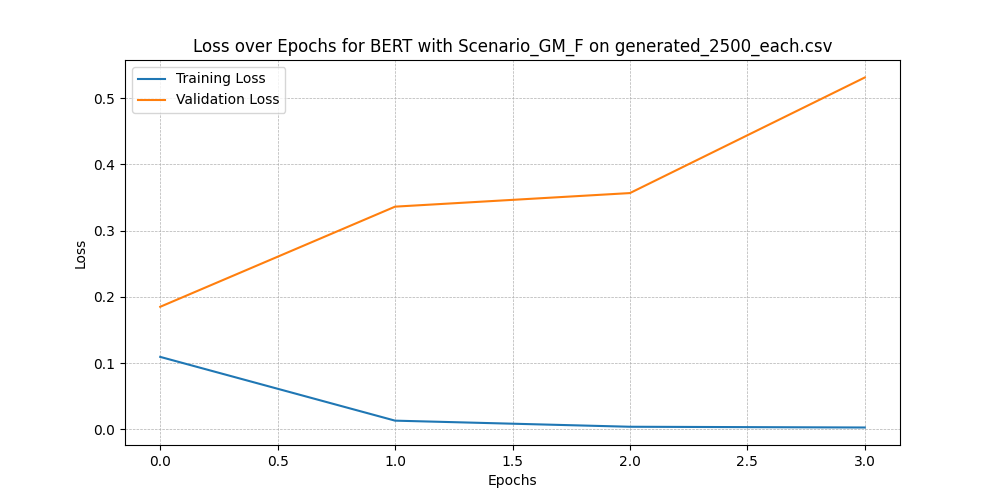 Loss over Epochs for BERT with Scenario_GM_F on generated_2500_each.csv
Training Loss
Validation Loss
0.5
0.4
0.3
0.2
0.1
0.0
Loss
0.0 0.5 1.0 1.5 2.0 2.5 3.0
Epochs